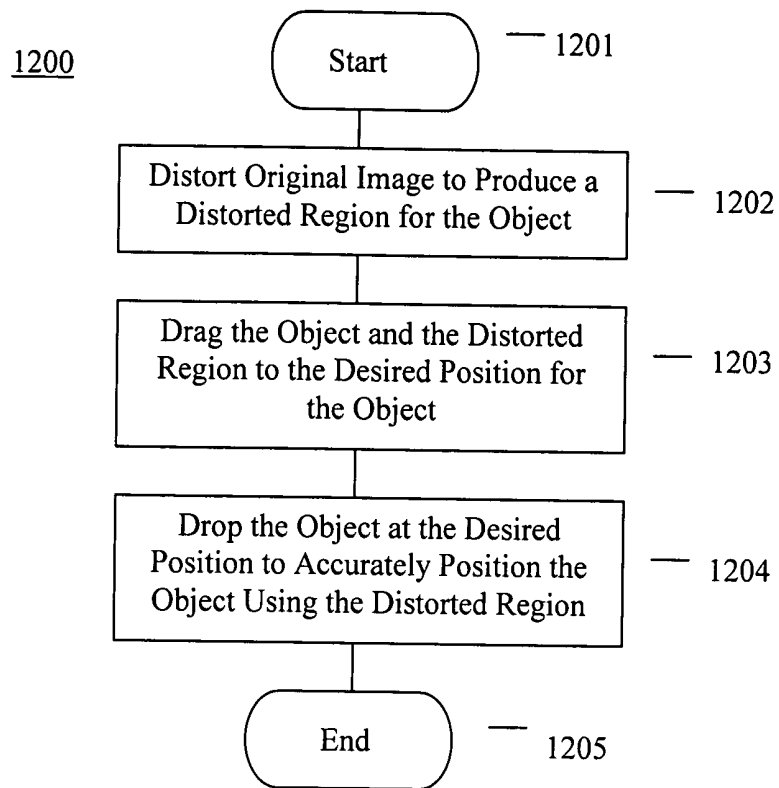 1200
Start
1201
Distort Original Image to Produce a
Distorted Region for the Object
1202
Drag the Object and the Distorted
Region to the Desired Position for
the Object
1203
Drop the Object at the Desired
Position to Accurately Position the
Object Using the Distorted Region
1204
End
1205